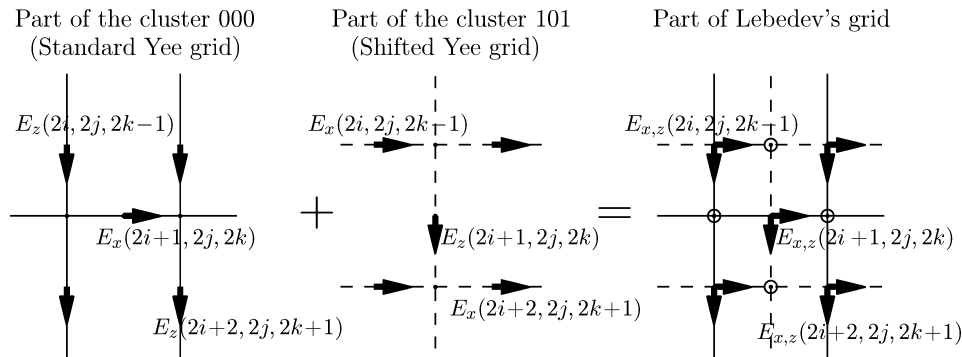 Part of the cluster 000
(Standard Yee grid)
E_z(2i, 2j, 2k−1)
E_x(2i+1, 2j, 2k)
E_z(2i+2, 2j, 2k+1)
+
Part of the cluster 101
(Shifted Yee grid)
E_x(2i, 2j, 2k−1)
E_z(2i+1, 2j, 2k)
E_x(2i+2, 2j, 2k+1)
=
Part of Lebedev's grid
E_{x,z}(2i, 2j, 2k−1)
E_{x,z}(2i+1, 2j, 2k)
E_{x,z}(2i+2, 2j, 2k+1)